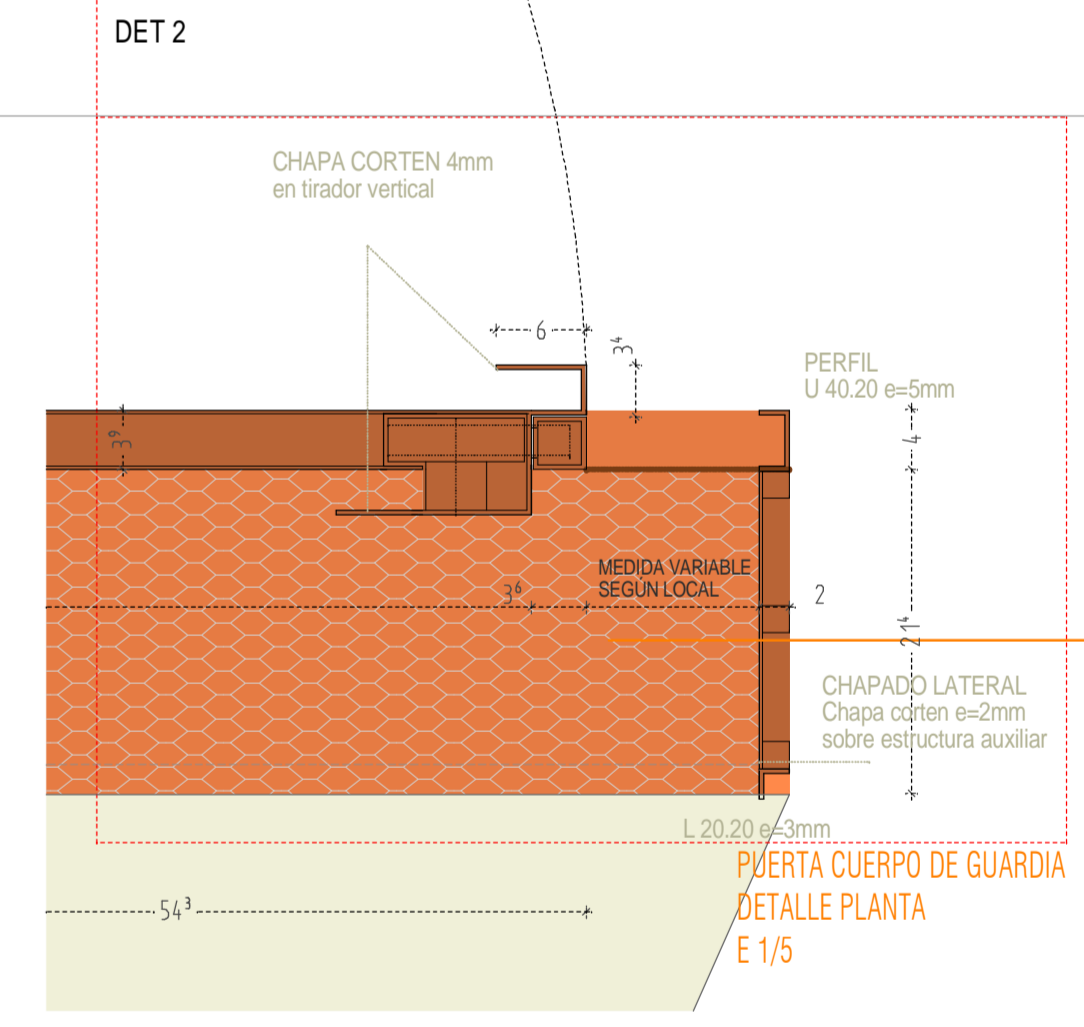 DET 2
CHAPA CORTEN 4mm
en tirador vertical
6
3⁴
PERFIL
U 40.20 e=5mm
3⁹
4
MEDIDA VARIABLE
SEGÚN LOCAL
3⁶
2
21⁴
CHAPADO LATERAL
Chapa corten e=2mm
sobre estructura auxiliar
L 20.20 e=3mm
PUERTA CUERPO DE GUARDIA
DETALLE PLANTA
E 1/5
54³